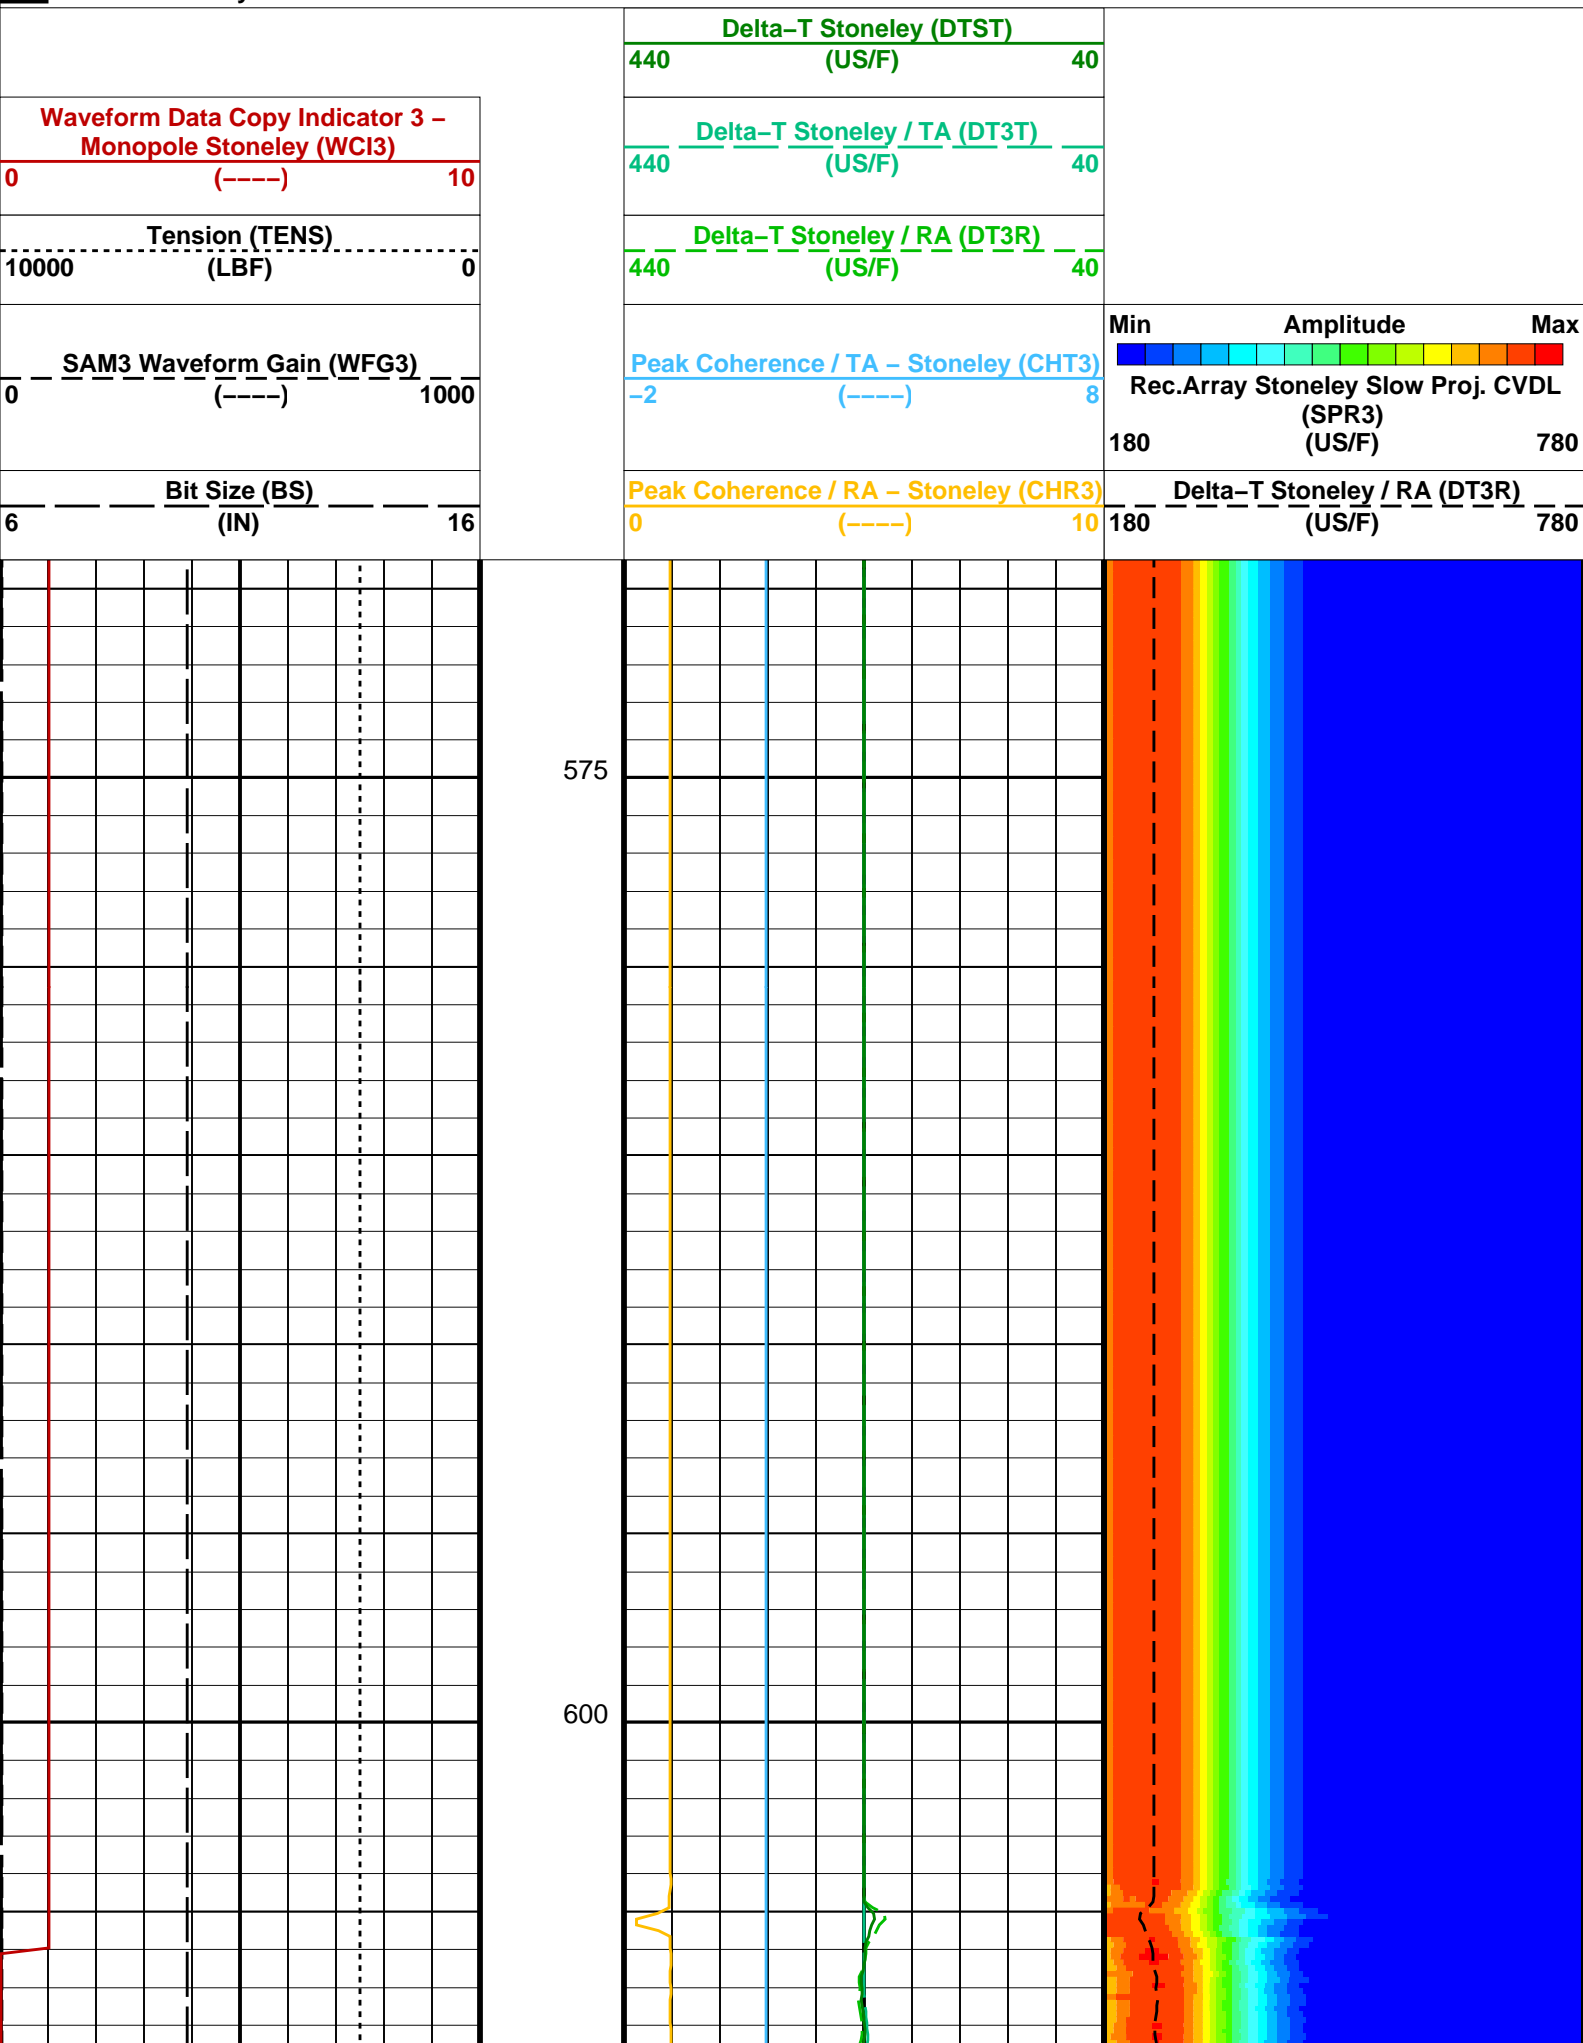 Delta–T Stoneley (DTST)
440 (US/F) 40
Waveform Data Copy Indicator 3 –
Monopole Stoneley (WCI3)
0 (––––) 10
Delta–T Stoneley / TA (DT3T)
440 (US/F) 40
Tension (TENS)
10000 (LBF) 0
Delta–T Stoneley / RA (DT3R)
440 (US/F) 40
SAM3 Waveform Gain (WFG3)
0 (––––) 1000
Peak Coherence / TA – Stoneley (CHT3)
–2 (––––) 8
Min Amplitude Max
Rec.Array Stoneley Slow Proj. CVDL
(SPR3)
180 (US/F) 780
Bit Size (BS)
6 (IN) 16
Peak Coherence / RA – Stoneley (CHR3)
0 (––––) 10
Delta–T Stoneley / RA (DT3R)
180 (US/F) 780
575
600